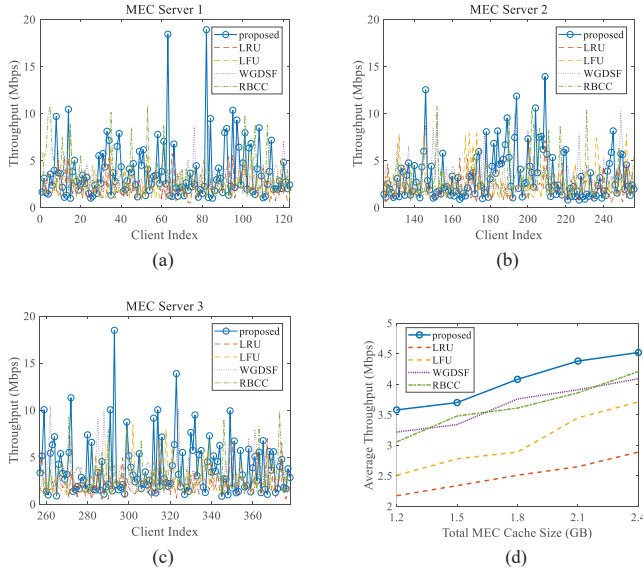 MEC Server 1
20
15
10
5
0
Throughput (Mbps)
proposed
LRU
LFU
WGDSF
RBCC
0 20 40 60 80 100 120
Client Index
(a)
MEC Server 2
20
15
10
5
0
Throughput (Mbps)
proposed
LRU
LFU
WGDSF
RBCC
140 160 180 200 220 240
Client Index
(b)
MEC Server 3
20
15
10
5
0
Throughput (Mbps)
proposed
LRU
LFU
WGDSF
RBCC
260 280 300 320 340 360
Client Index
(c)
5
4.5
4
3.5
3
2.5
2
Average Throughput (Mbps)
proposed
LRU
LFU
WGDSF
RBCC
1.2 1.5 1.8 2.1 2.4
Total MEC Cache Size (GB)
(d)